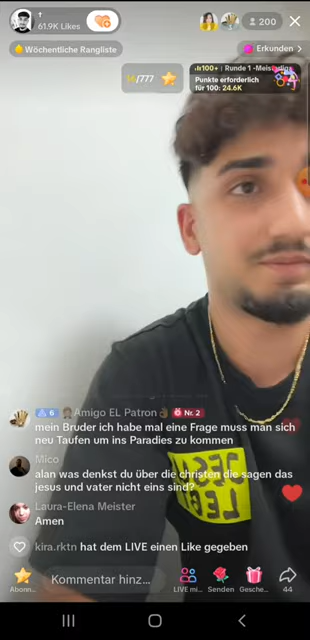 †
61.9K Likes
200
Wöchentliche Rangliste
Erkunden >
/777
100+ | Runde 1 -Meisterliga
Punkte erforderlich
für 100: 24.6K
6 Amigo EL Patron Nr. 2
mein Bruder ich habe mal eine Frage muss man sich
neu Taufen um ins Paradies zu kommen
Mico
alan was denkst du über die christen die sagen das
jesus und vater nicht eins sind?
Laura-Elena Meister
Amen
kira.rktn hat dem LIVE einen Like gegeben
Kommentar hinz...
Abonn... LIVE mi... Senden Gesche... 44